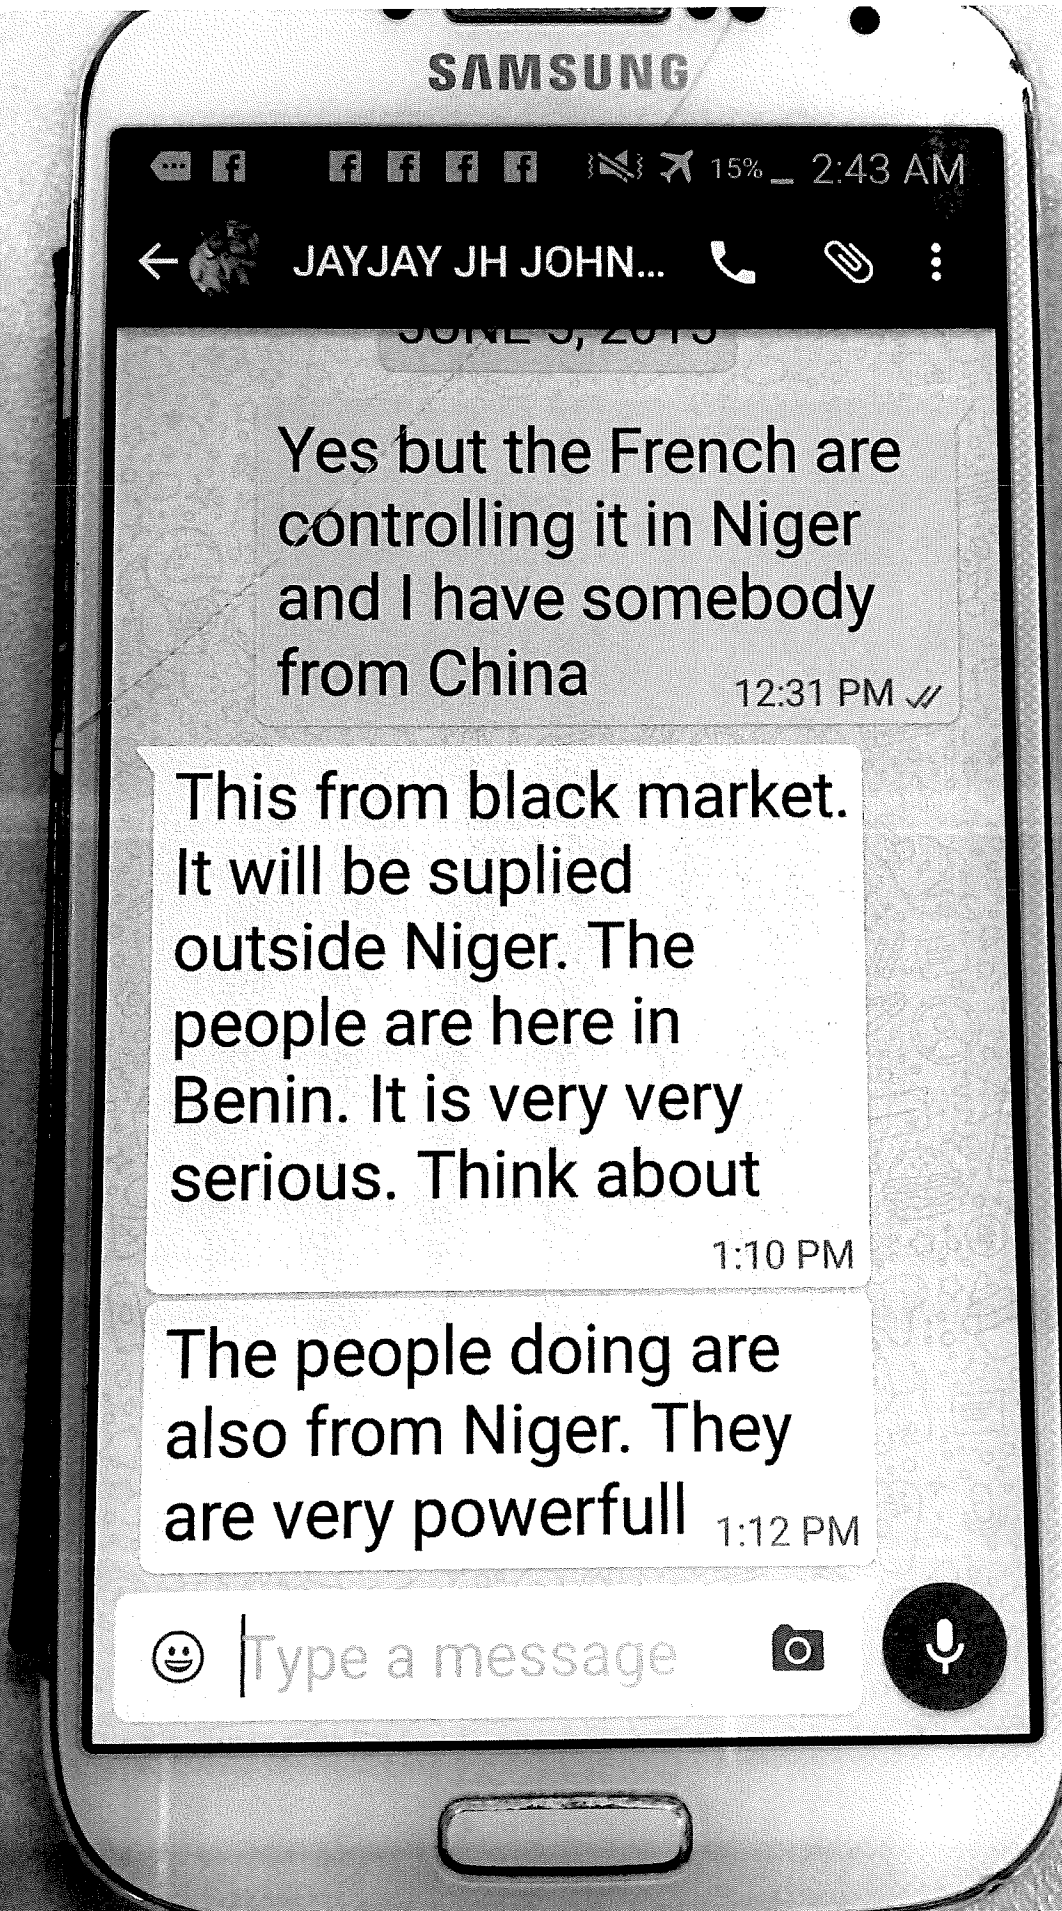 SAMSUNG
15% 2:43 AM
JAYJAY JH JOHN...
JUNE 5, 2015
Yes but the French are
controlling it in Niger
and I have somebody
from China
12:31 PM
This from black market.
It will be suplied
outside Niger. The
people are here in
Benin. It is very very
serious. Think about
1:10 PM
The people doing are
also from Niger. They
are very powerfull 1:12 PM
Type a message